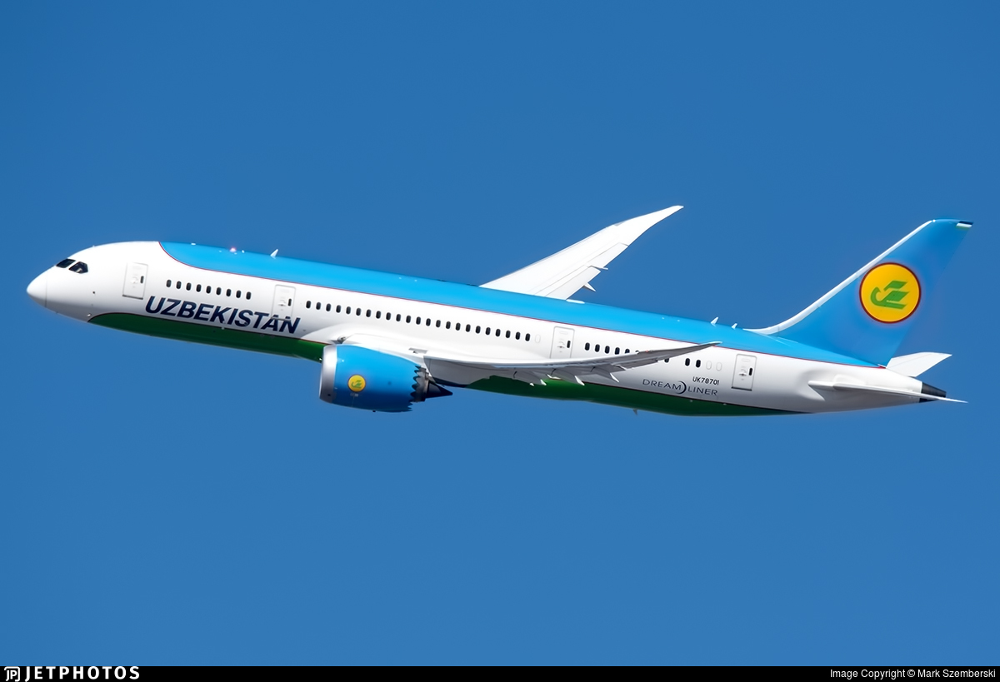 UZBEKISTAN
UK78701
DREAMLINER
JETPHOTOS
Image Copyright © Mark Szemberski